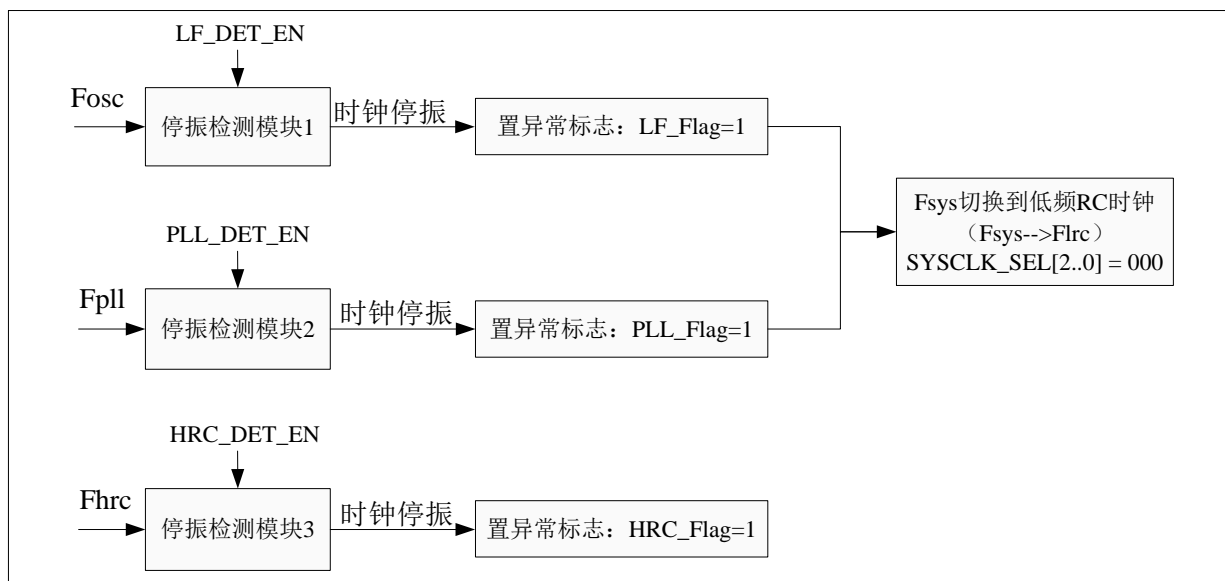 LF_DET_EN
Fosc
停振检测模块1
时钟停振
置异常标志：LF_Flag=1
Fsys切换到低频RC时钟
（Fsys-->Flrc）
SYSCLK_SEL[2..0] = 000
PLL_DET_EN
Fpll
停振检测模块2
时钟停振
置异常标志：PLL_Flag=1
HRC_DET_EN
Fhrc
停振检测模块3
时钟停振
置异常标志：HRC_Flag=1